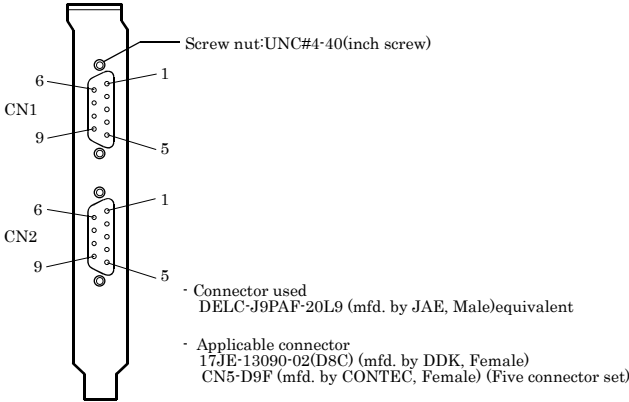 Screw nut:UNC#4-40(inch screw)
6
1
CN1
9
5
6
1
CN2
9
5
- Connector used
DELC-J9PAF-20L9 (mfd. by JAE, Male)equivalent
- Applicable connector
17JE-13090-02(D8C) (mfd. by DDK, Female)
CN5-D9F (mfd. by CONTEC, Female) (Five connector set)